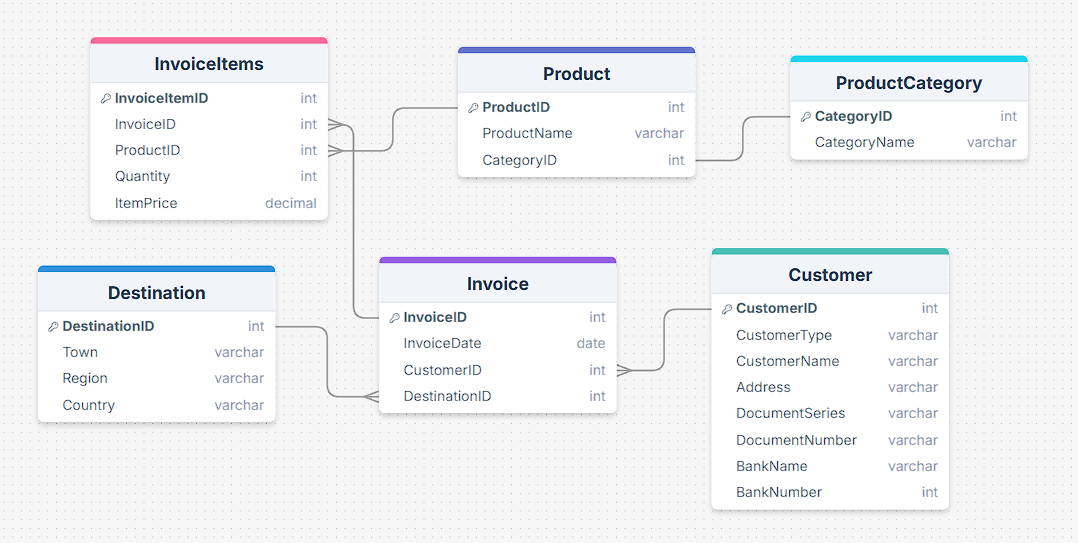 InvoiceItems
InvoiceItemID int
InvoiceID int
ProductID int
Quantity int
ItemPrice decimal
Product
ProductID int
ProductName varchar
CategoryID int
ProductCategory
CategoryID int
CategoryName varchar
Destination
DestinationID int
Town varchar
Region varchar
Country varchar
Invoice
InvoiceID int
InvoiceDate date
CustomerID int
DestinationID int
Customer
CustomerID int
CustomerType varchar
CustomerName varchar
Address varchar
DocumentSeries varchar
DocumentNumber varchar
BankName varchar
BankNumber int